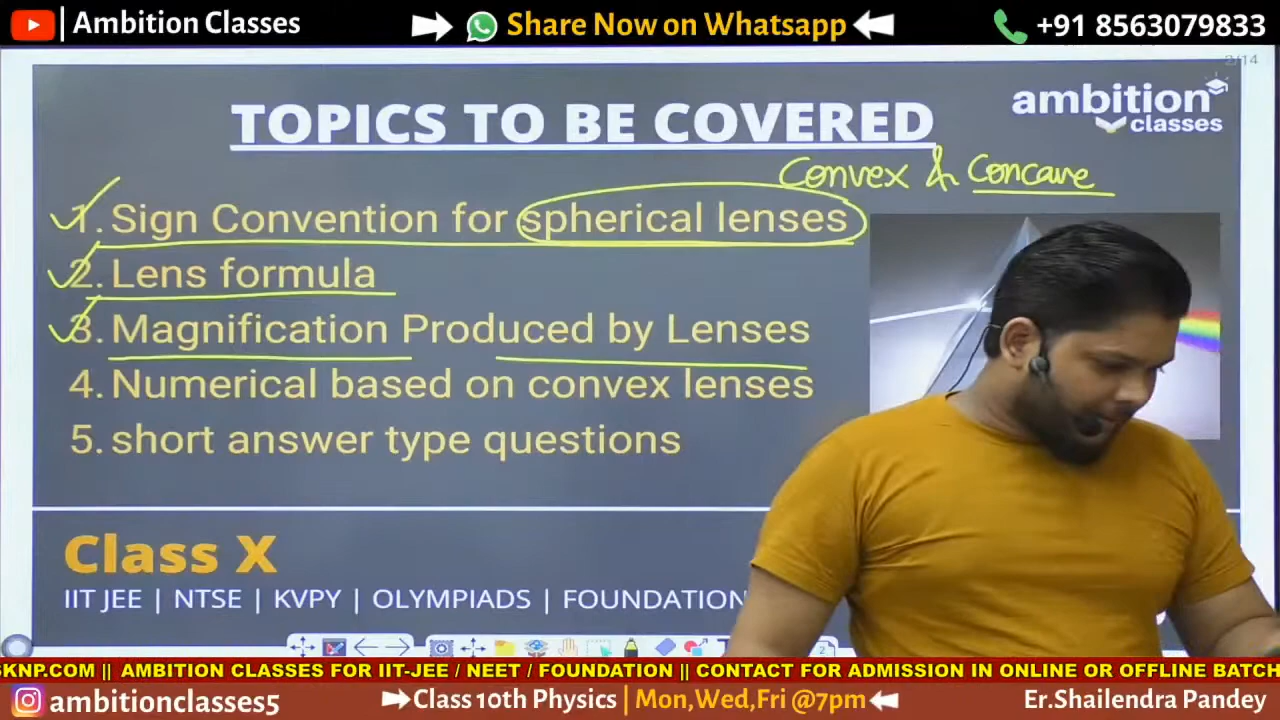 Ambition Classes
Share Now on Whatsapp
+91 8563079833
2/14
TOPICS TO BE COVERED
ambition
classes
Convex & Concave
1. Sign Convention for spherical lenses
2. Lens formula
3. Magnification Produced by Lenses
4. Numerical based on convex lenses
5. short answer type questions
Class X
IIT JEE | NTSE | KVPY | OLYMPIADS | FOUNDATION
SKNP.COM || AMBITION CLASSES FOR IIT-JEE / NEET / FOUNDATION || CONTACT FOR ADMISSION IN ONLINE OR OFFLINE BATCH
ambitionclasses5
Class 10th Physics | Mon,Wed,Fri @7pm
Er.Shailendra Pandey